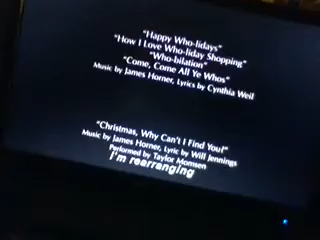 "Happy Who-lidays"
"How I Love Who-liday Shopping"
"Who-bilation"
"Come, Come All Ye Whos"
Music by James Horner, Lyrics by Cynthia Weil
"Christmas, Why Can't I Find You?"
Music by James Horner, Lyric by Will Jennings
Performed by Taylor Momsen
I'm rearranging